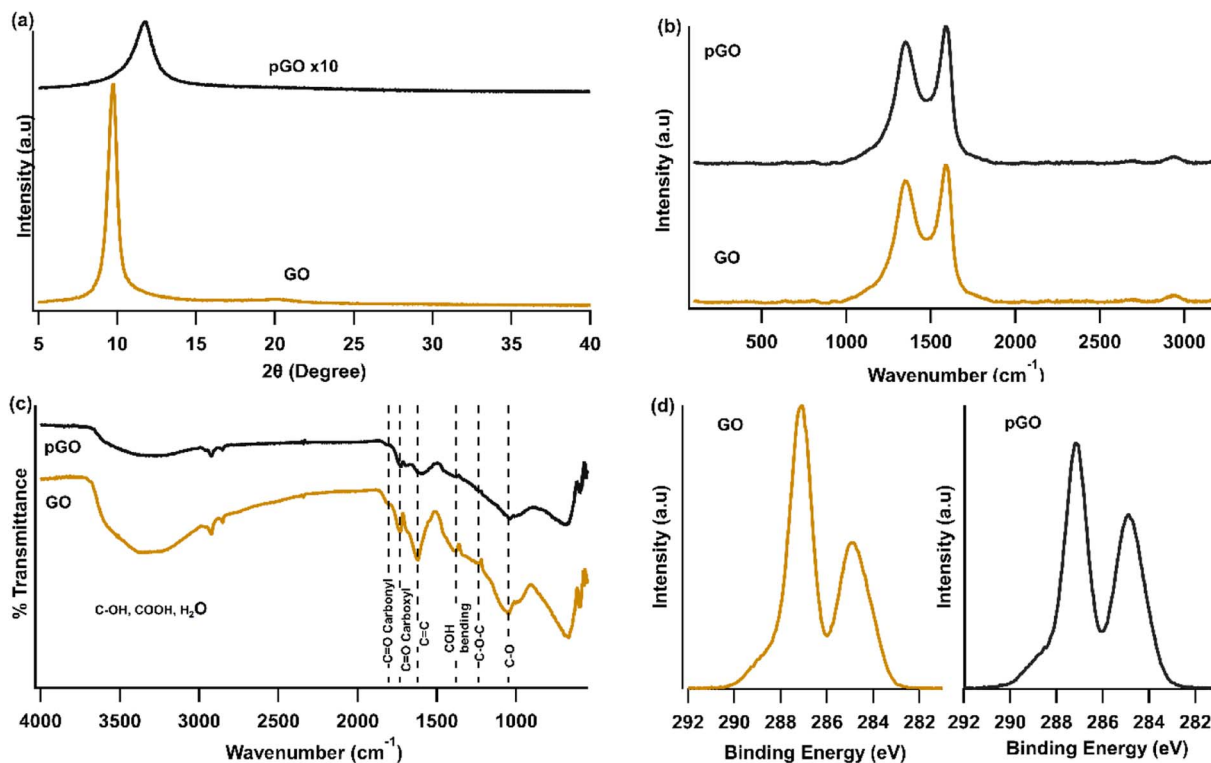 (a)
pGO x10
GO
Intensity (a.u)
5 10 15 20 25 30 35 40
2θ (Degree)
(b)
pGO
GO
Intensity (a.u)
500 1000 1500 2000 2500 3000
Wavenumber (cm-1)
(c)
pGO
GO
% Transmittance
C-OH, COOH, H2O
-C=O Carbonyl
C=O Carboxyl
C=C
COH
bending
-C-O-C
C-O
4000 3500 3000 2500 2000 1500 1000
Wavenumber (cm-1)
(d)
GO
Intensity (a.u)
292 290 288 286 284 282
Binding Energy (eV)
pGO
Intensity (a.u)
292 290 288 286 284 282
Binding Energy (eV)